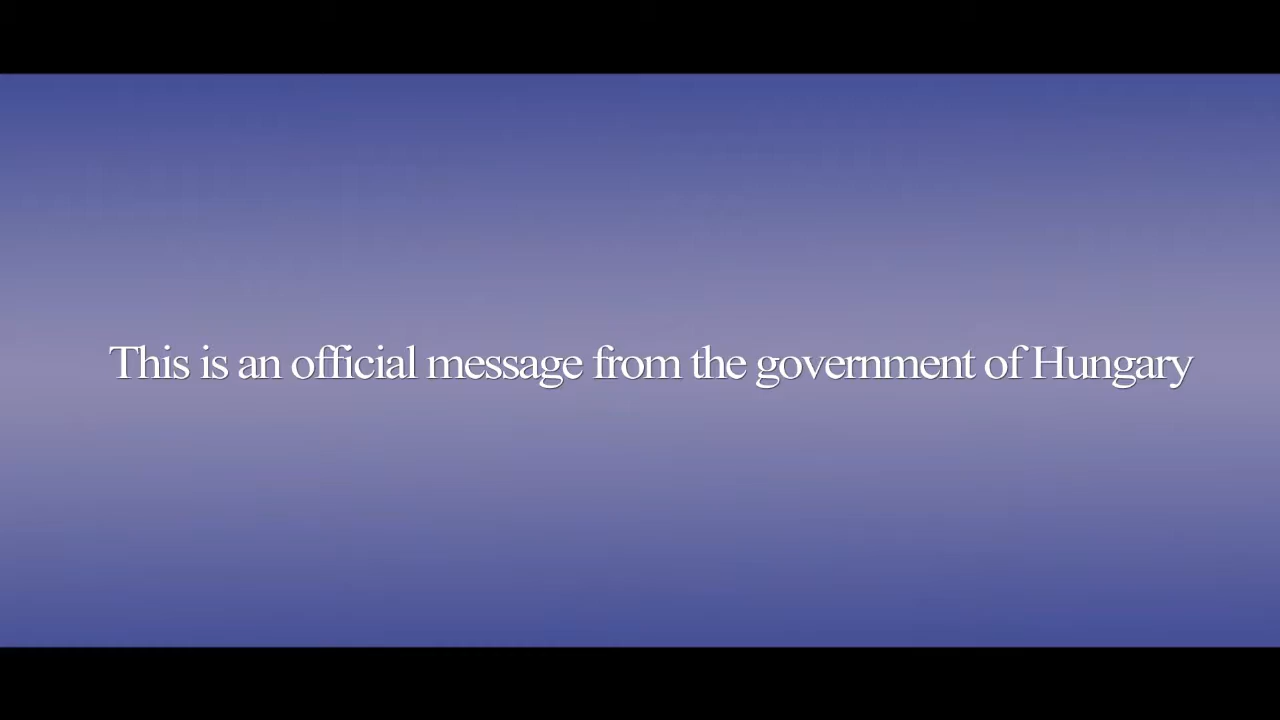 This is an official message from the government of Hungary